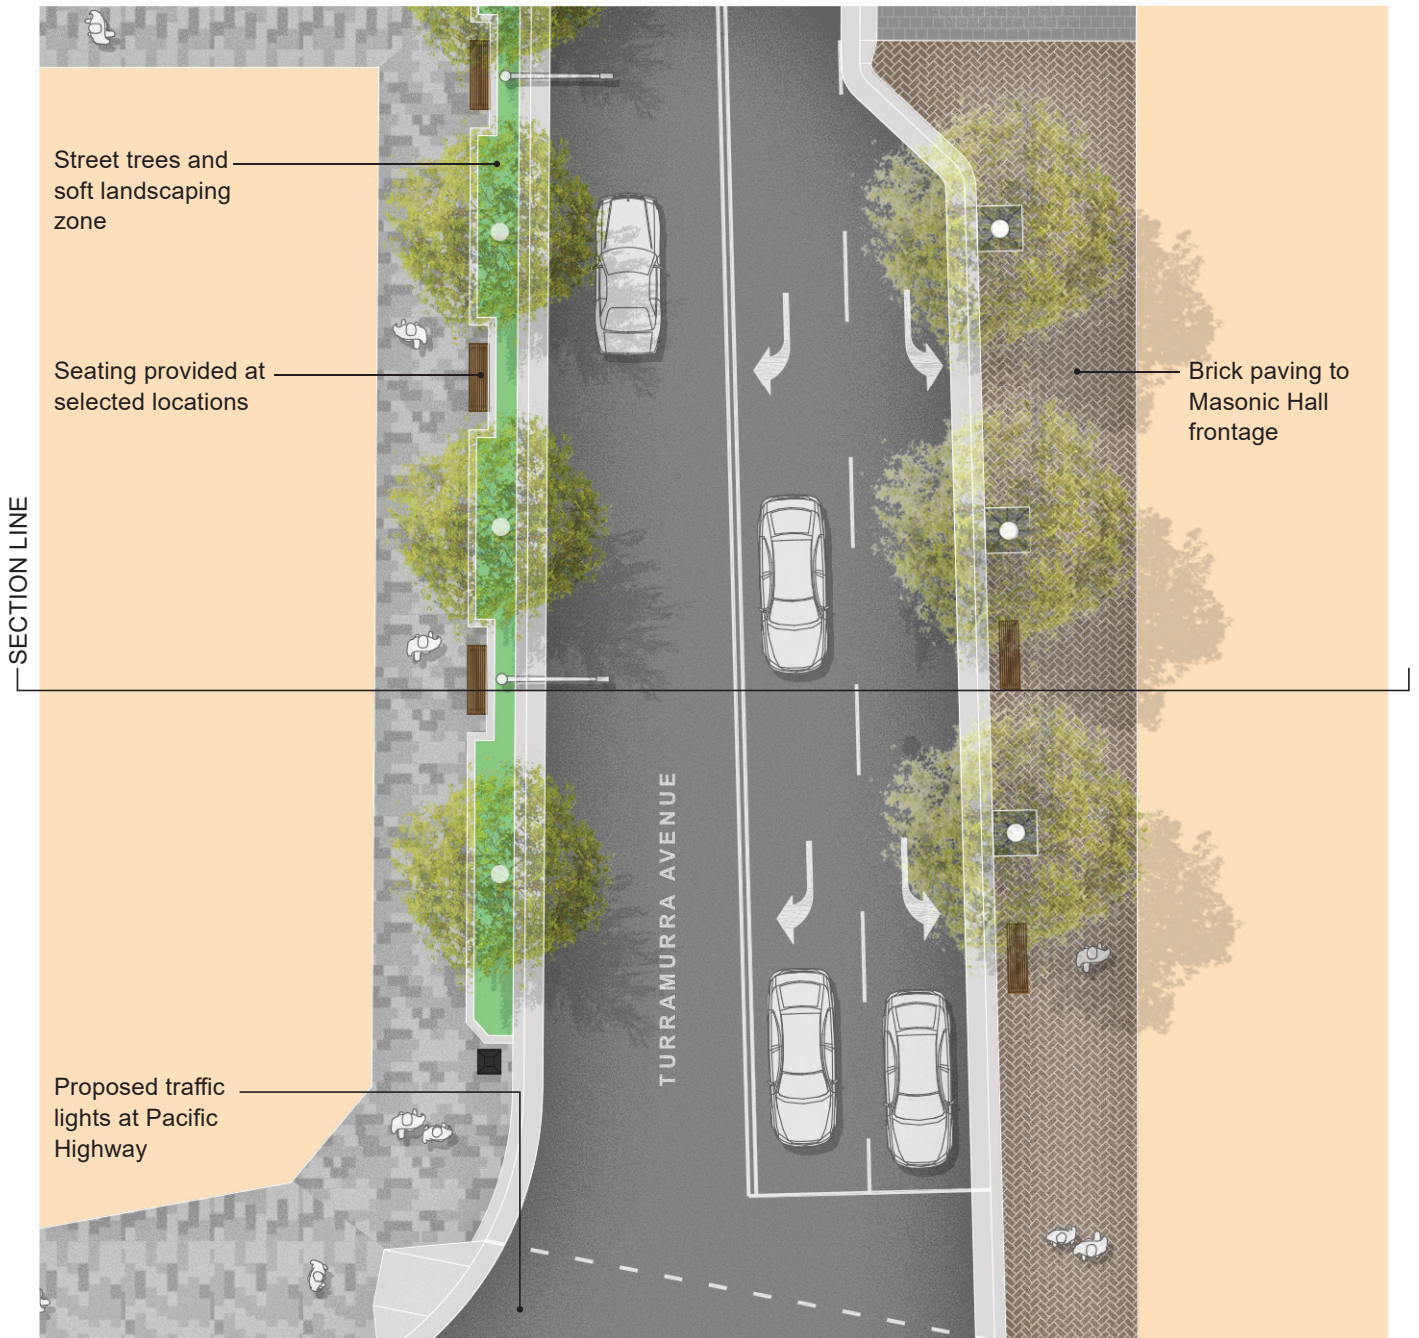 Street trees and
soft landscaping
zone
Seating provided at
selected locations
Brick paving to
Masonic Hall
frontage
SECTION LINE
TURRAMURRA AVENUE
Proposed traffic
lights at Pacific
Highway